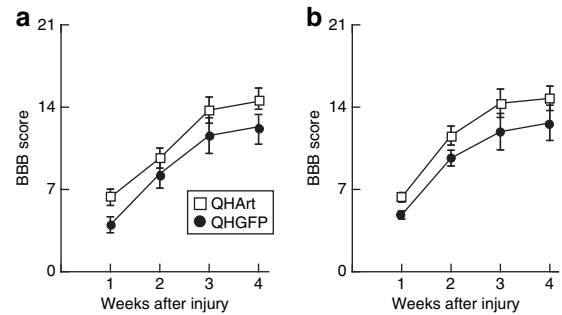 a
21
14
7
0
BBB score
1 2 3 4
Weeks after injury
QHArt
QHGFP
b
21
14
7
0
BBB score
1 2 3 4
Weeks after injury